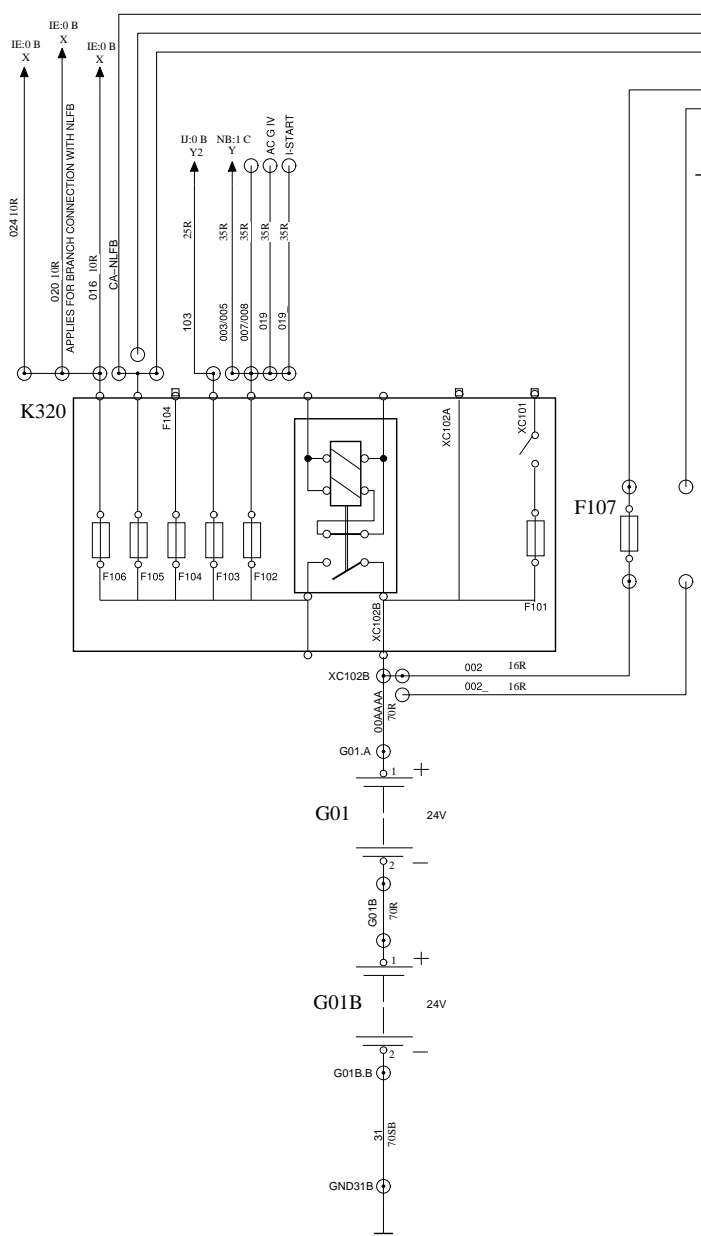 IE:0 B
X
IE:0 B
X
IE:0 B
X
024 10R
020 10R
APPLIES FOR BRANCH CONNECTION WITH NLFB
016 10R
CA-NLFB
IJ:0 B
Y2
NB:1 C
Y
AC G IV
I-START
25R
35R
35R
35R
35R
103
003/005
007/008
019
019_
K320
F104
XC102A
XC101
F107
F106
F105
F104
F103
F102
F101
XC102B
XC102B
002 16R
002_ 16R
00AAAA
70R
G01.A
1
+
G01
24V
2
—
G01B
70R
1
+
G01B
24V
2
—
G01B.B
31
70SB
GND31B